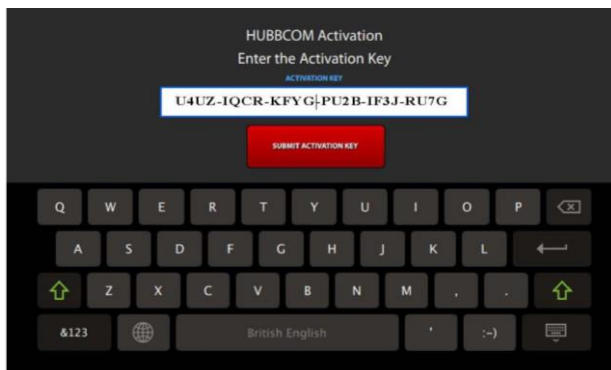 HUBBCOM Activation
Enter the Activation Key
ACTIVATION KEY
U4UZ-IQCR-KFYG-PU2B-IF3J-RU7G
SUBMIT ACTIVATION KEY
Q W E R T Y U I O P
A S D F G H J K L
Z X C V B N M , .
&123 British English ' :-)